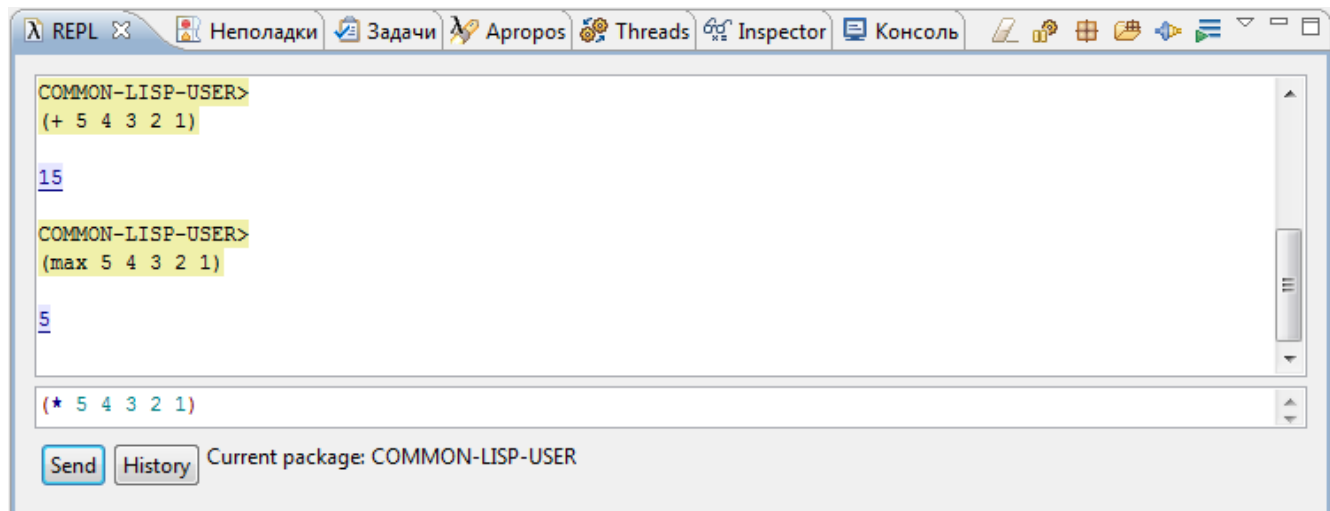 λ REPL Неполадки Задачи Apropos Threads Inspector Консоль
COMMON-LISP-USER>
(+ 5 4 3 2 1)
15
COMMON-LISP-USER>
(max 5 4 3 2 1)
5
(* 5 4 3 2 1)
Send History Current package: COMMON-LISP-USER